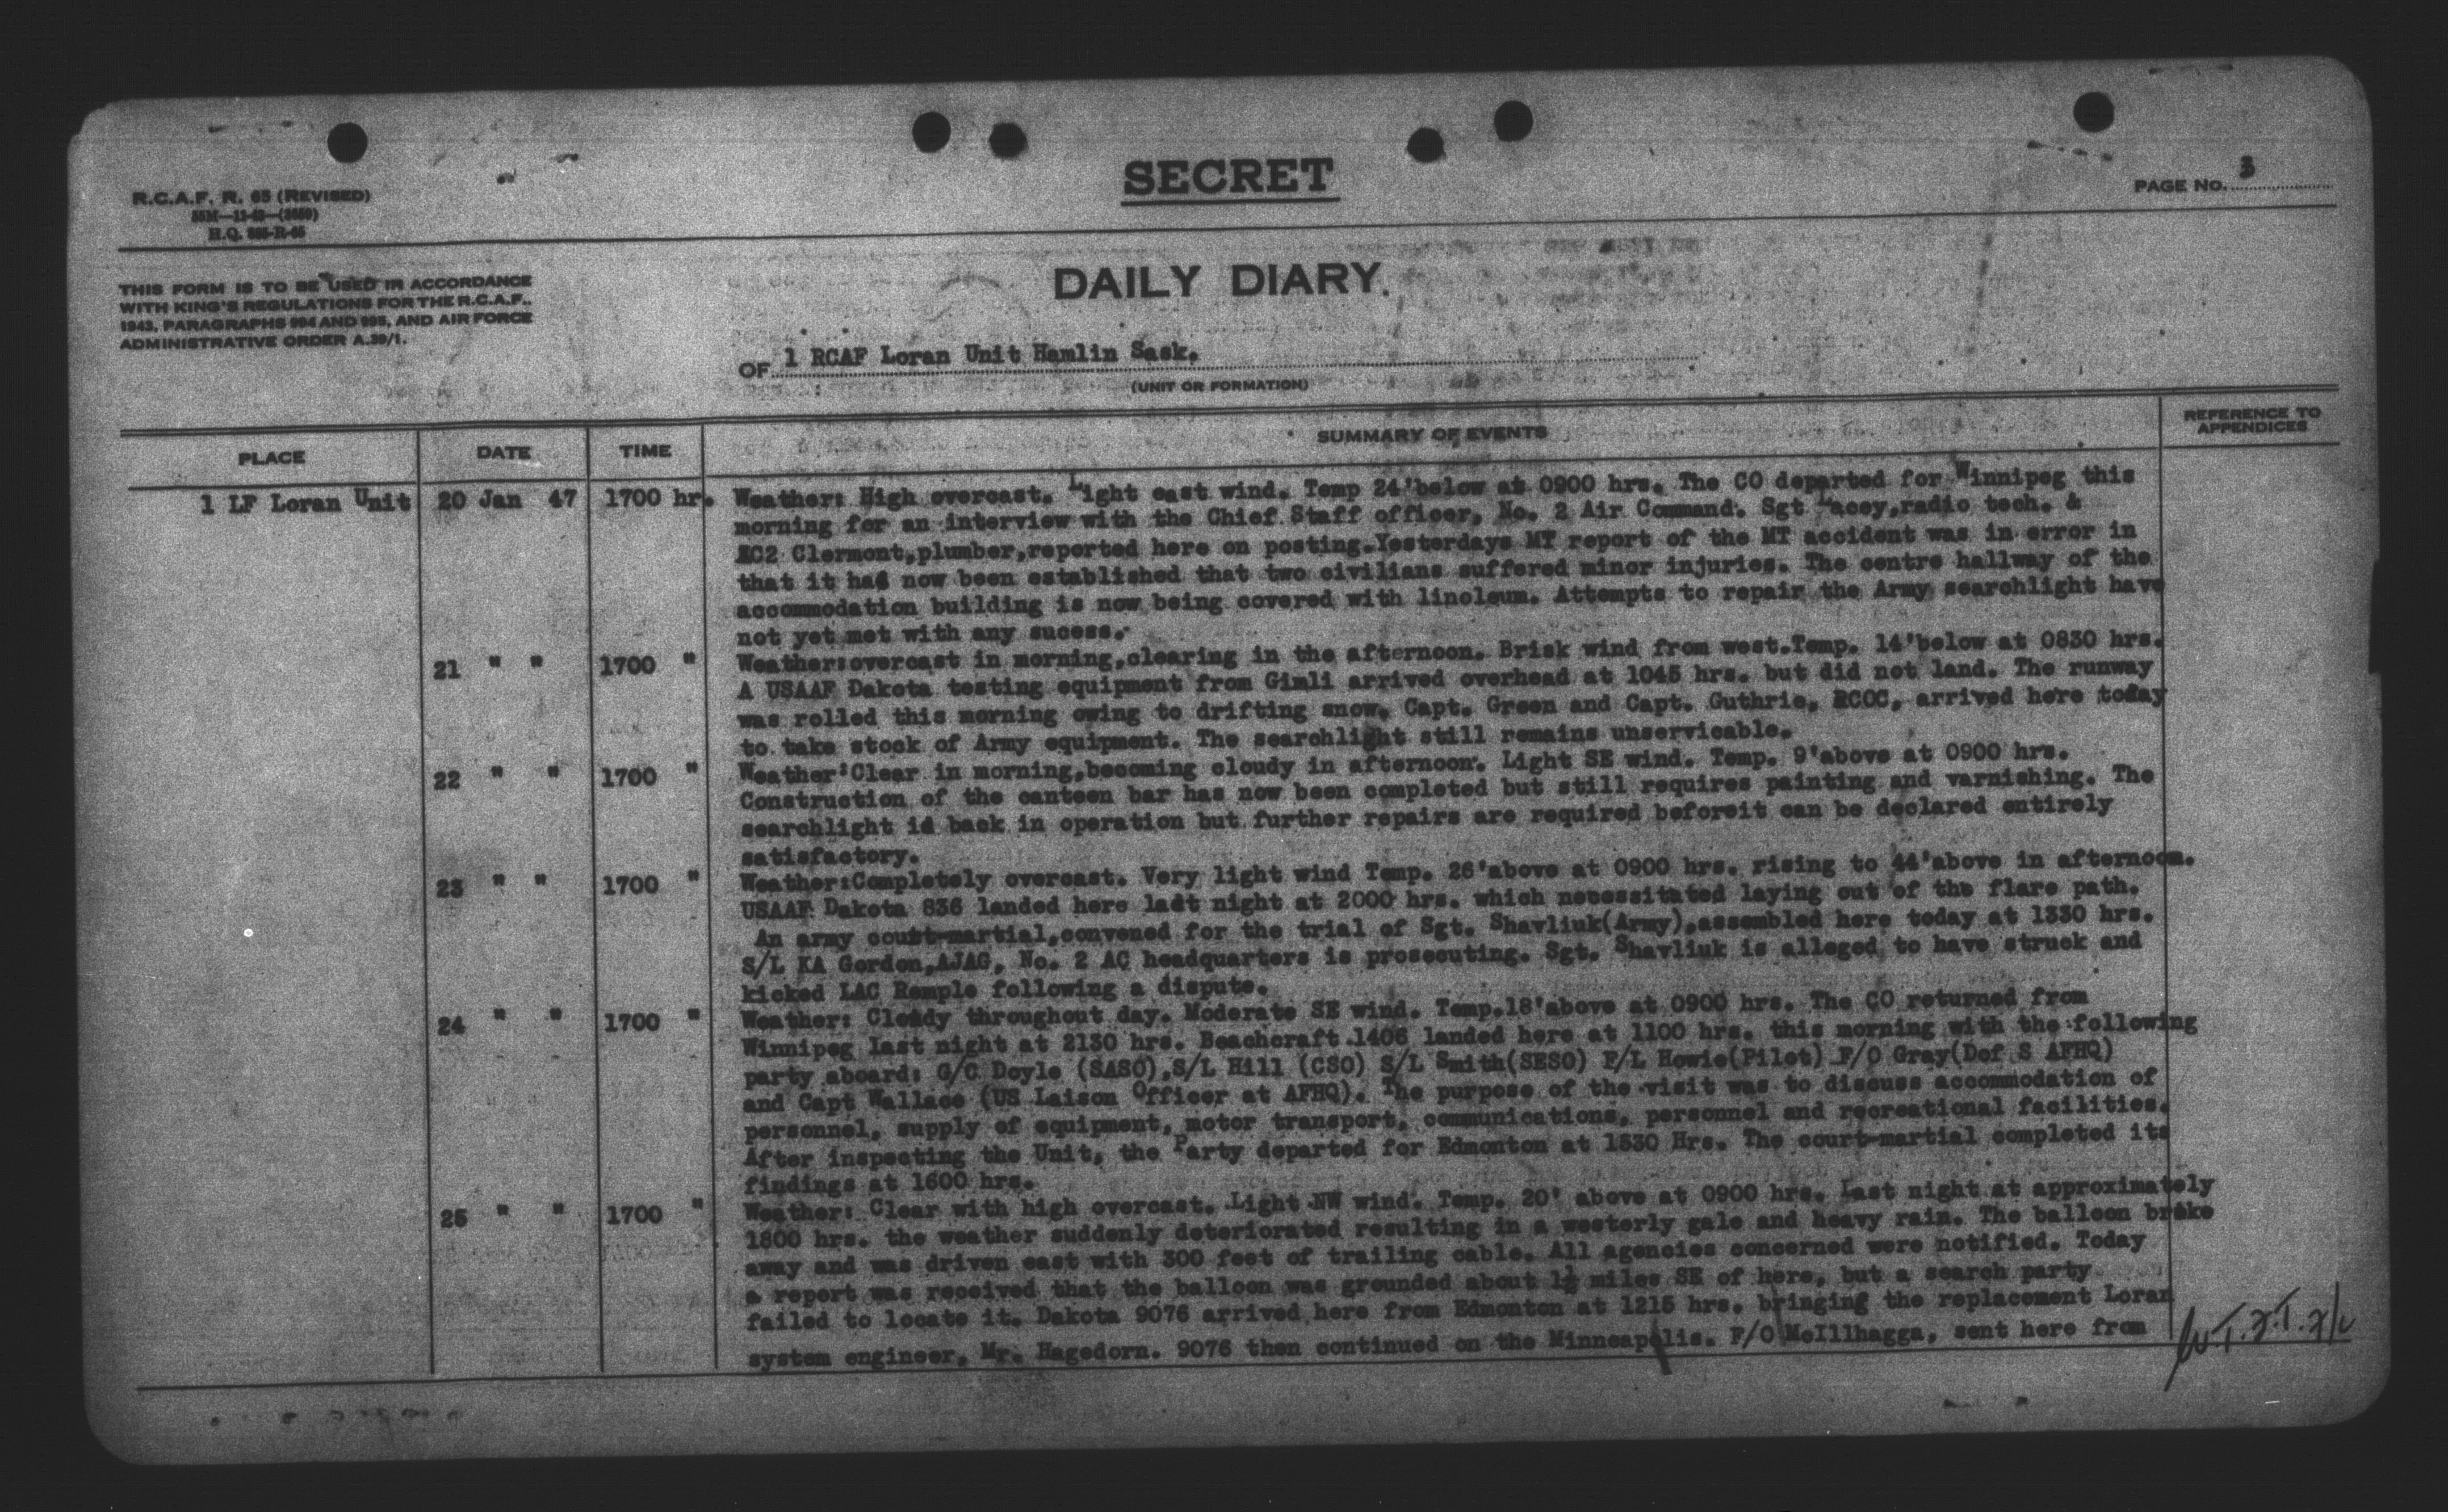 SECRET
PAGE No. 3
R.C.A.F. R. 65 (REVISED)
H.Q. 885-R-65
THIS FORM IS TO BE USED IN ACCORDANCE
WITH KING'S REGULATIONS FOR THE R.C.A.F.,
1943, PARAGRAPHS 994 AND 995, AND AIR FORCE
ADMINISTRATIVE ORDER A.39/1.
DAILY DIARY.
OF 1 RCAF Loran Unit Hamlin Sask.
(UNIT OR FORMATION)
PLACE DATE TIME SUMMARY OF EVENTS REFERENCE TO
APPENDICES
1 LF Loran Unit 20 Jan 47 1700 hr. Weather: High overcast. Light east wind. Temp 24'below at 0900 hrs. The CO departed for Winnipeg this
morning for an interview with the Chief Staff officer, No. 2 Air Command. Sgt Lacey,radio tech. &
AC2 Clermont,plumber,reported here on posting.Yesterdays MT report of the MT accident was in error in
that it had now been established that two civilians suffered minor injuries. The centre hallway of the
accommodation building is now being covered with linoleum. Attempts to repair the Army searchlight have
not yet met with any sucess.
21 " " 1700 " Weather:overcast in morning,clearing in the afternoon. Brisk wind from west.Temp. 14'below at 0830 hrs.
A USAAF Dakota testing equipment from Gimli arrived overhead at 1045 hrs. but did not land. The runway
was rolled this morning owing to drifting snow. Capt. Green and Capt. Guthrie, RCOC, arrived here today
to take stock of Army equipment. The searchlight still remains unservicable.
22 " " 1700 " Weather'Clear in morning,becoming cloudy in afternoon. Light SE wind. Temp. 9'above at 0900 hrs.
Construction of the canteen bar has now been completed but still requires painting and varnishing. The
searchlight id back in operation but further repairs are required beforeit can be declared entirely
satisfactory.
23 " " 1700 " Weather:Completely overcast. Very light wind Temp. 26'above at 0900 hrs. rising to 44'above in afternoon.
USAAF Dakota 836 landed here last night at 2000 hrs. which necessitated laying out of the flare path.
An army court-martial,convened for the trial of Sgt. Shavliuk(Army),assembled here today at 1330 hrs.
S/L KA Gordon,AJAG, No. 2 AC headquarters is prosecuting. Sgt. Shavliuk is alleged to have struck and
kicked LAC Remple following a dispute.
24 " " 1700 " Weather: Cloudy throughout day. Moderate SE wind. Temp.18'above at 0900 hrs. The CO returned from
Winnipeg last night at 2130 hrs. Beachcraft 1406 landed here at 1100 hrs. this morning with the following
party aboard: G/C Doyle (SASO),S/L Hill (CSO) S/L Smith(SESO) F/L Howie(Pilot) F/O Gray(Dof S AFHQ)
and Capt Wallace (US Laison Officer at AFHQ). The purpose of the visit was to discuss accommodation of
personnel, supply of equipment, motor transport, communications, personnel and recreational facilities.
After inspecting the Unit, the Party departed for Edmonton at 1530 Hrs. The court-martial completed its
findings at 1600 hrs.
25 " " 1700 " Weather: Clear with high overcast. Light NW wind. Temp. 20' above at 0900 hrs. Last night at approximately
1800 hrs. the weather suddenly deteriorated resulting in a westerly gale and heavy rain. The balloon brake
away and was driven east with 300 feet of trailing cable. All agencies concerned were notified. Today
a report was received that the balloon was grounded about 1½ miles SE of here, but a search party
failed to locate it. Dakota 9076 arrived here from Edmonton at 1215 hrs. bringing the replacement Loran
system engineer, Mr. Hagedorn. 9076 then continued on the Minneapolis. F/O McIllhagga, sent here from